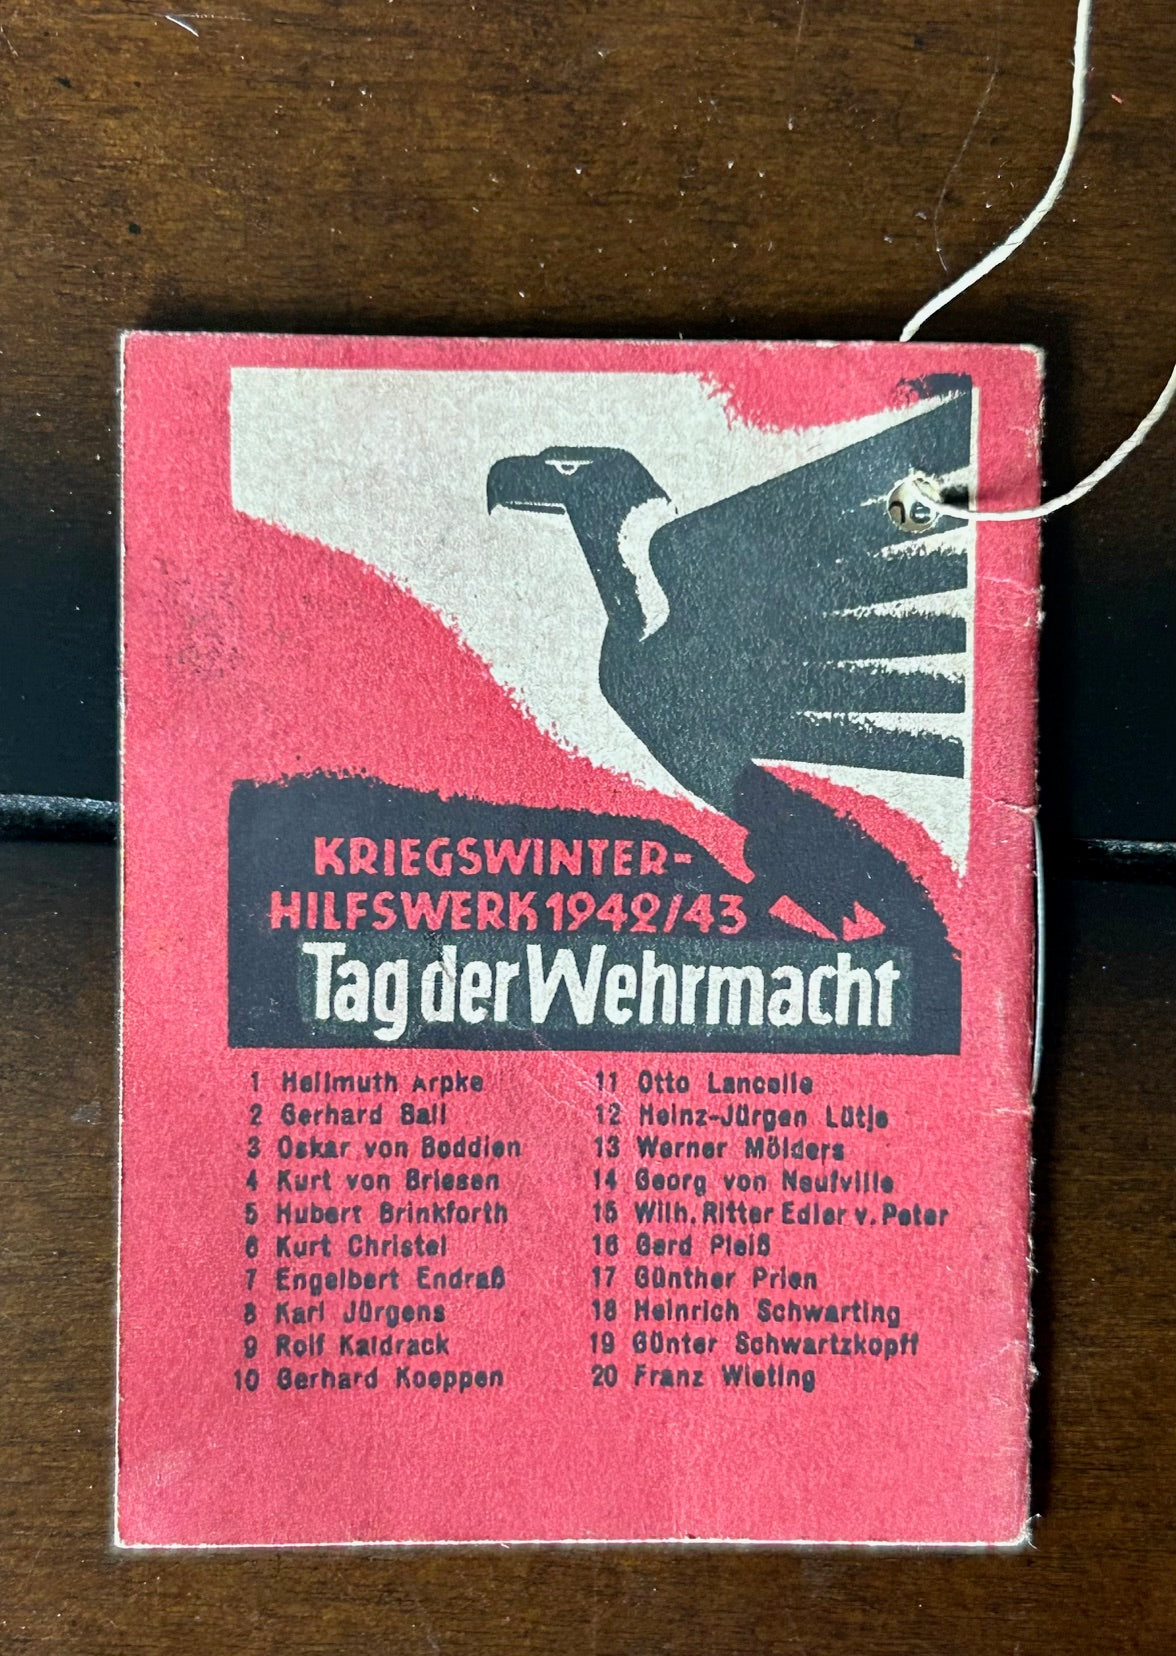 KRIEGSWINTER-
HILFSWERK 1942/43
Tag der Wehrmacht
1 Hellmuth Arpke
2 Gerhard Ball
3 Oskar von Boddien
4 Kurt von Briesen
5 Hubert Brinkforth
6 Kurt Christel
7 Engelbert Endraß
8 Karl Jürgens
9 Rolf Kaldrack
10 Gerhard Koeppen
11 Otto Lancelle
12 Heinz-Jürgen Lütje
13 Werner Mölders
14 Georg von Neufville
15 Wilh. Ritter Edler v. Peter
16 Gerd Pleiß
17 Günther Prien
18 Heinrich Schwarting
19 Günter Schwartzkopff
20 Franz Wieting